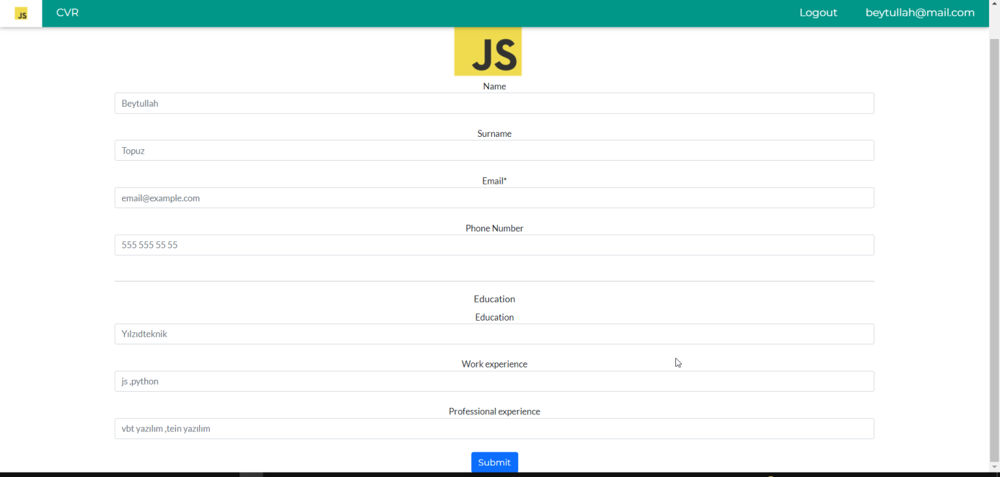 JS CVR Logout beytullah@mail.com
JS
Name
Beytullah
Surname
Topuz
Email*
email@example.com
Phone Number
555 555 55 55
Education
Education
Yılzıdteknik
Work experience
js ,python
Professional experience
vbt yazılım ,tein yazılım
Submit